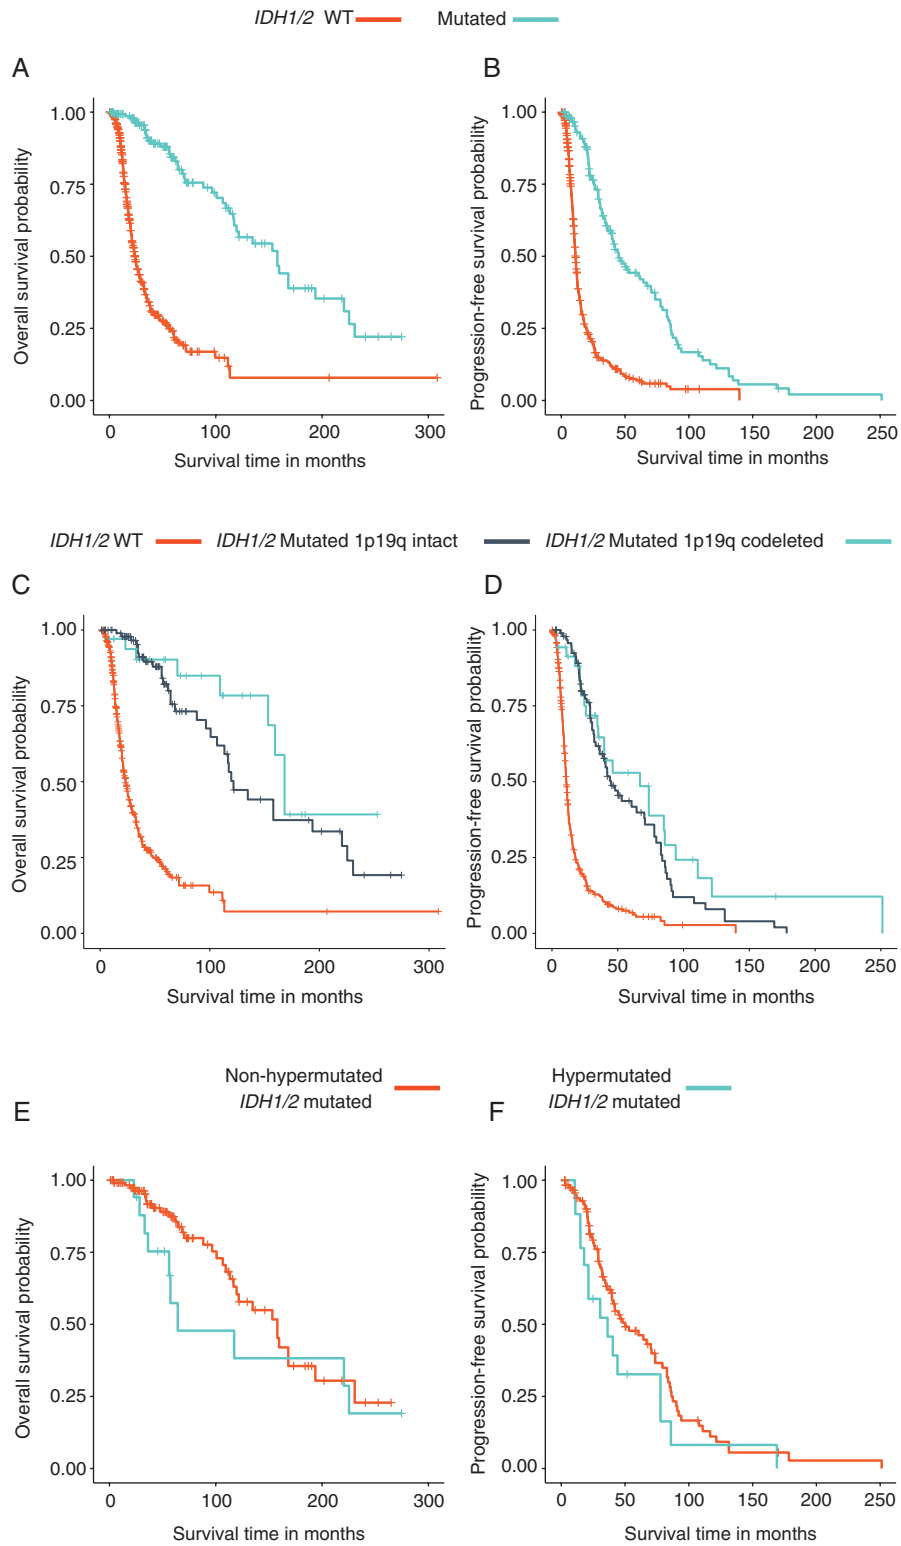 IDH1/2 WT Mutated
A
B
Overall survival probability
1.00
0.75
0.50
0.25
0.00
0 100 200 300
Survival time in months
Progression-free survival probability
1.00
0.75
0.50
0.25
0.00
0 50 100 150 200 250
Survival time in months
IDH1/2 WT IDH1/2 Mutated 1p19q intact IDH1/2 Mutated 1p19q codeleted
C
D
Overall survival probability
1.00
0.75
0.50
0.25
0.00
0 100 200 300
Survival time in months
Progression-free survival probability
1.00
0.75
0.50
0.25
0.00
0 50 100 150 200 250
Survival time in months
Non-hypermutated
IDH1/2 mutated
Hypermutated
IDH1/2 mutated
E
F
Overall survival probability
1.00
0.75
0.50
0.25
0.00
0 100 200 300
Survival time in months
Progression-free survival probability
1.00
0.75
0.50
0.25
0.00
0 50 100 150 200 250
Survival time in months